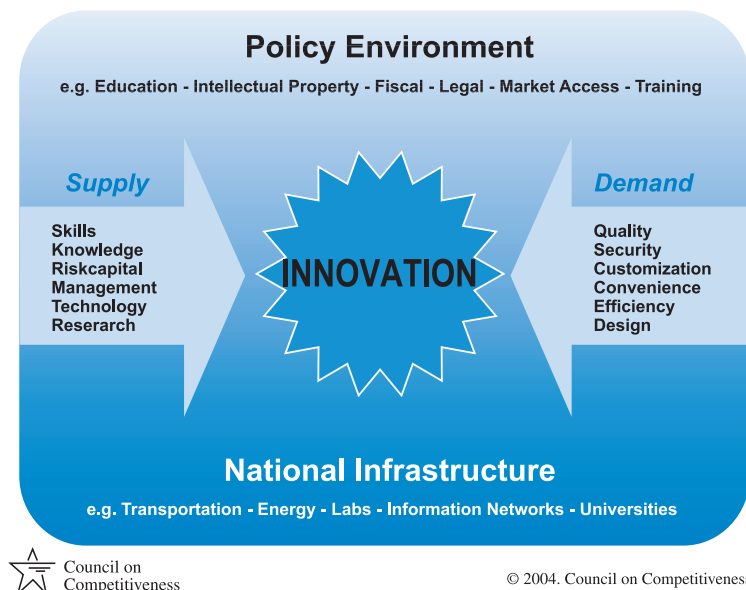 Policy Environment
e.g. Education - Intellectual Property - Fiscal - Legal - Market Access - Training
Supply
Skills
Knowledge
Riskcapital
Management
Technology
Reserarch
INNOVATION
Demand
Quality
Security
Customization
Convenience
Efficiency
Design
National Infrastructure
e.g. Transportation - Energy - Labs - Information Networks - Universities
Council on
Competitiveness
© 2004. Council on Competitiveness